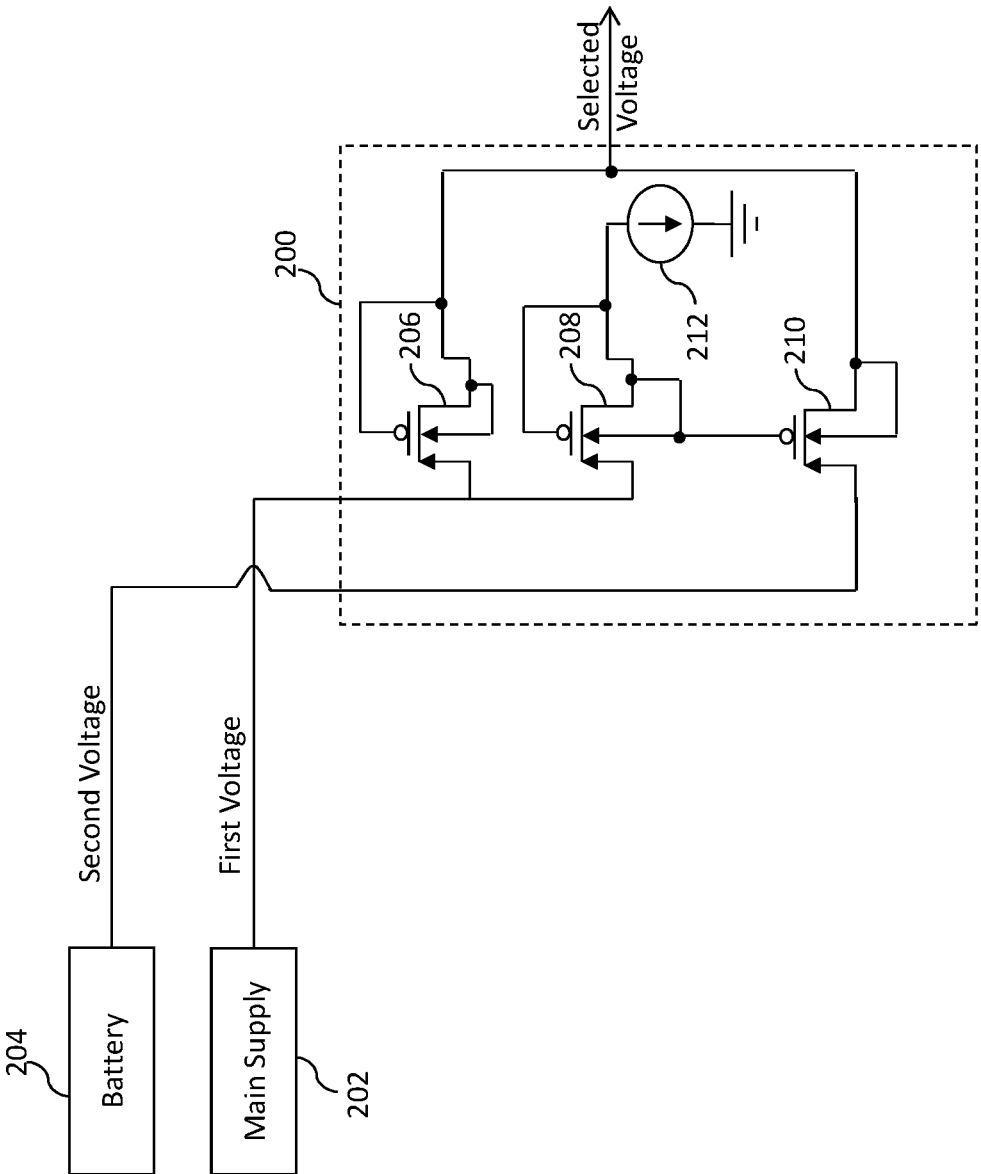 204
Battery
Second Voltage
Main Supply
202
First Voltage
200
206
208
212
210
Selected
Voltage